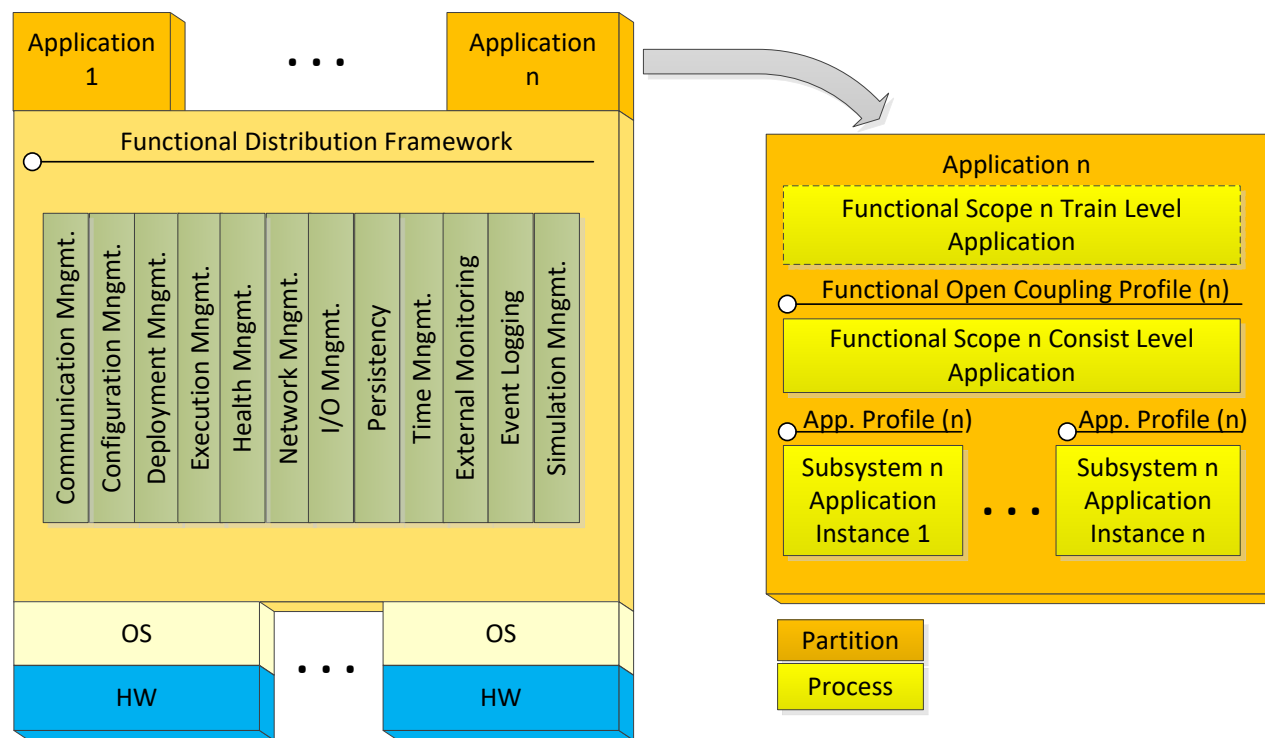 Application
1
. . .
Application
n
Functional Distribution Framework
Communication Mngmt.
Configuration Mngmt.
Deployment Mngmt.
Execution Mngmt.
Health Mngmt.
Network Mngmt.
I/O Mngmt.
Persistency
Time Mngmt.
External Monitoring
Event Logging
Simulation Mngmt.
OS
. . .
OS
HW
HW
Application n
Functional Scope n Train Level
Application
Functional Open Coupling Profile (n)
Functional Scope n Consist Level
Application
App. Profile (n)
App. Profile (n)
Subsystem n
Application
Instance 1
. . .
Subsystem n
Application
Instance n
Partition
Process